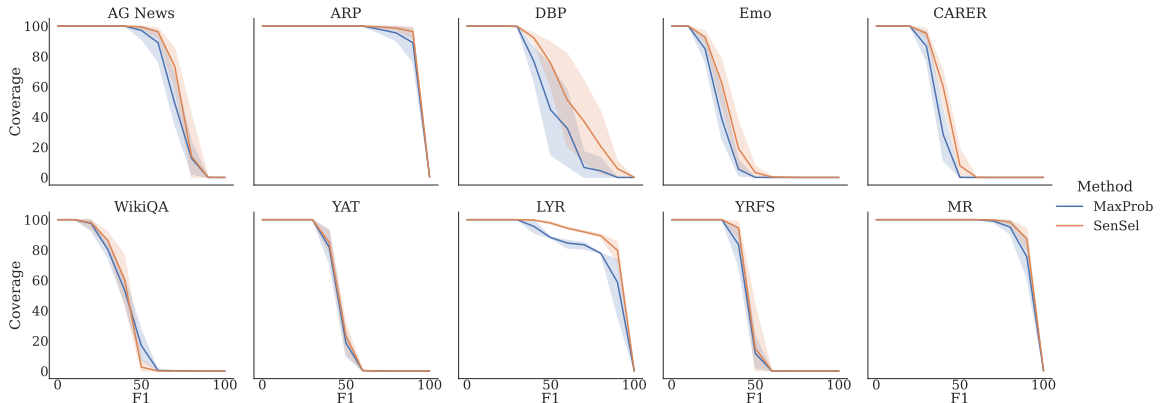 AG News ARP DBP Emo CARER
100
80
60
40
20
0
Coverage
Method
MaxProb
SenSel
WikiQA YAT LYR YRFS MR
100
80
60
40
20
0
Coverage
0 50 100 0 50 100 0 50 100 0 50 100 0 50 100
F1 F1 F1 F1 F1